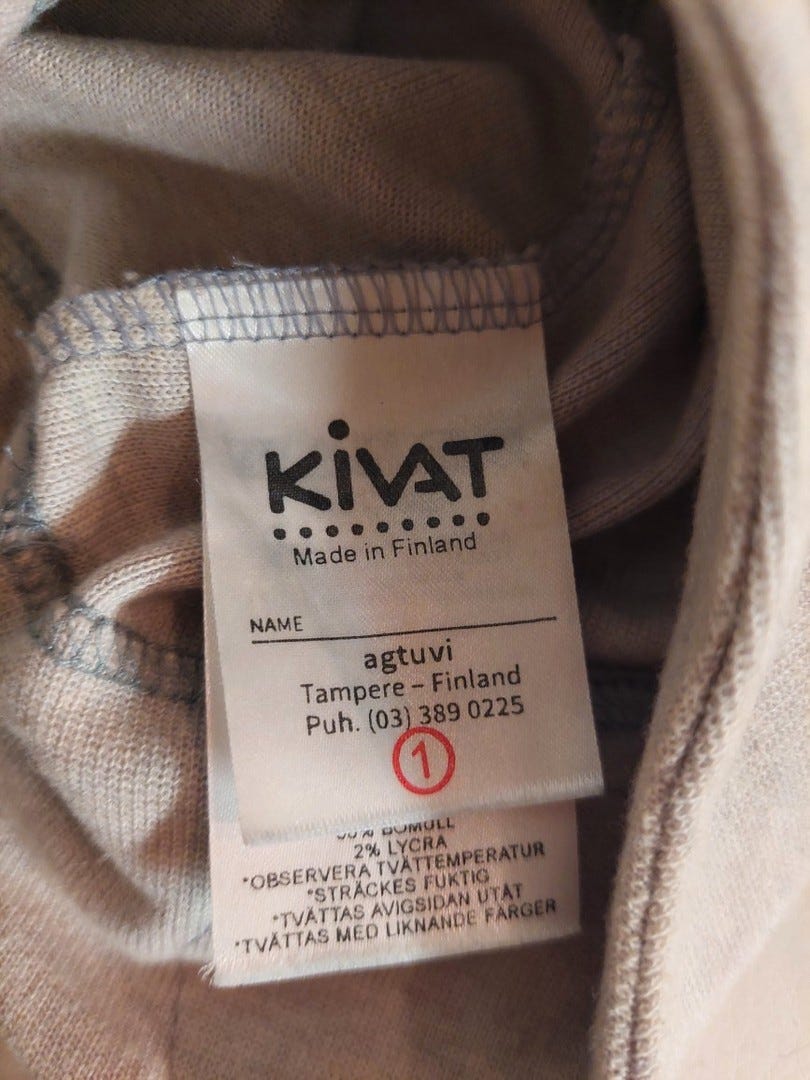 KiVAT
Made in Finland
NAME
agtuvi
Tampere – Finland
Puh. (03) 389 0225
1
% BOMULL
2% LYCRA
*OBSERVERA TVÄTTEMPERATUR
*STRÄCKES FUKTIG
*TVÄTTAS AVIGSIDAN UTÅT
*TVÄTTAS MED LIKNANDE FÄRGER